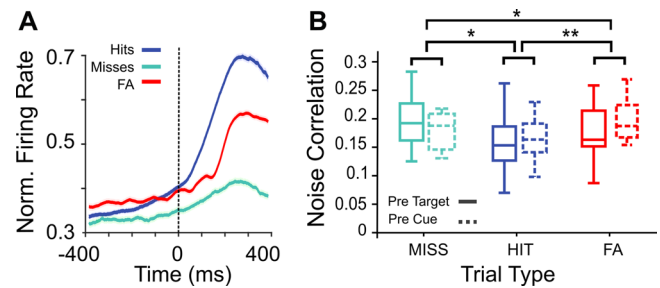 A
Hits
Misses
FA
0.7
0.5
0.3
Norm. Firing Rate
-400
0
400
Time (ms)
B
*
*
**
0.3
0.25
0.2
0.15
0.1
0.05
0
Noise Correlation
Pre Target
Pre Cue
MISS
HIT
FA
Trial Type